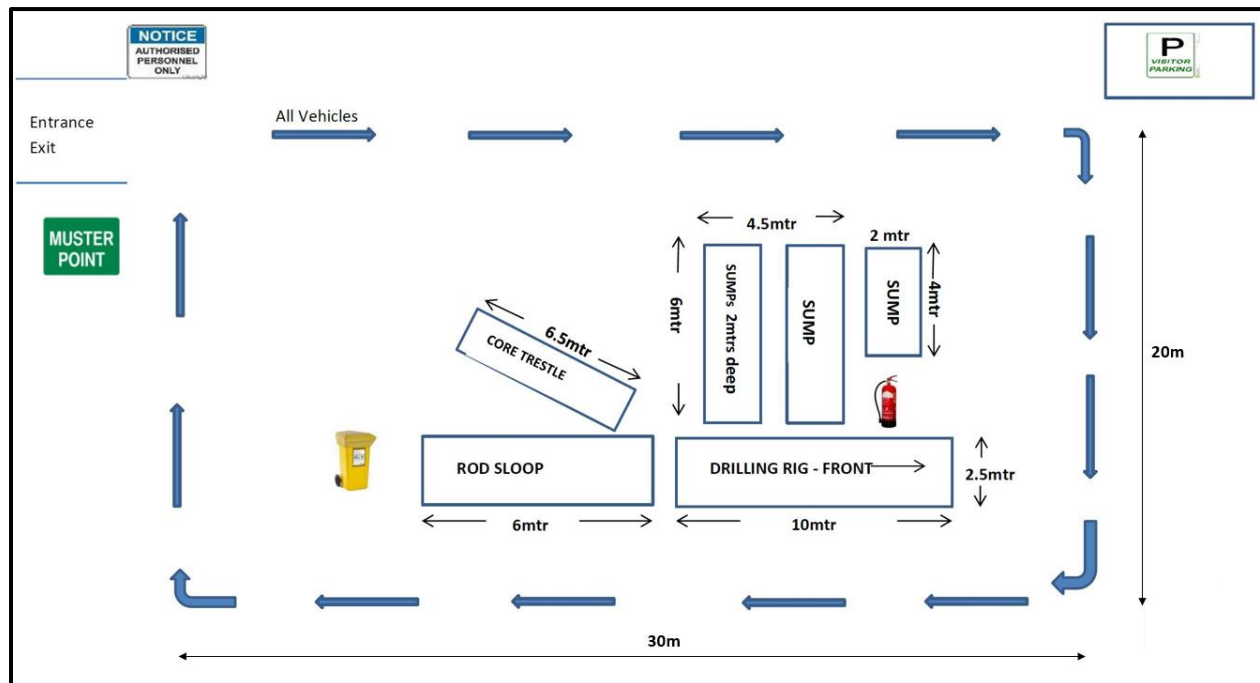 NOTICE
AUTHORISED
PERSONNEL
ONLY
P
VISITOR
PARKING
Entrance
Exit
All Vehicles
MUSTER
POINT
4.5mtr
2 mtr
6mtr
SUMPs 2mtrs deep
SUMP
SUMP
4mtr
20m
6.5mtr
CORE TRESTLE
ROD SLOOP
DRILLING RIG - FRONT
2.5mtr
6mtr
10mtr
30m